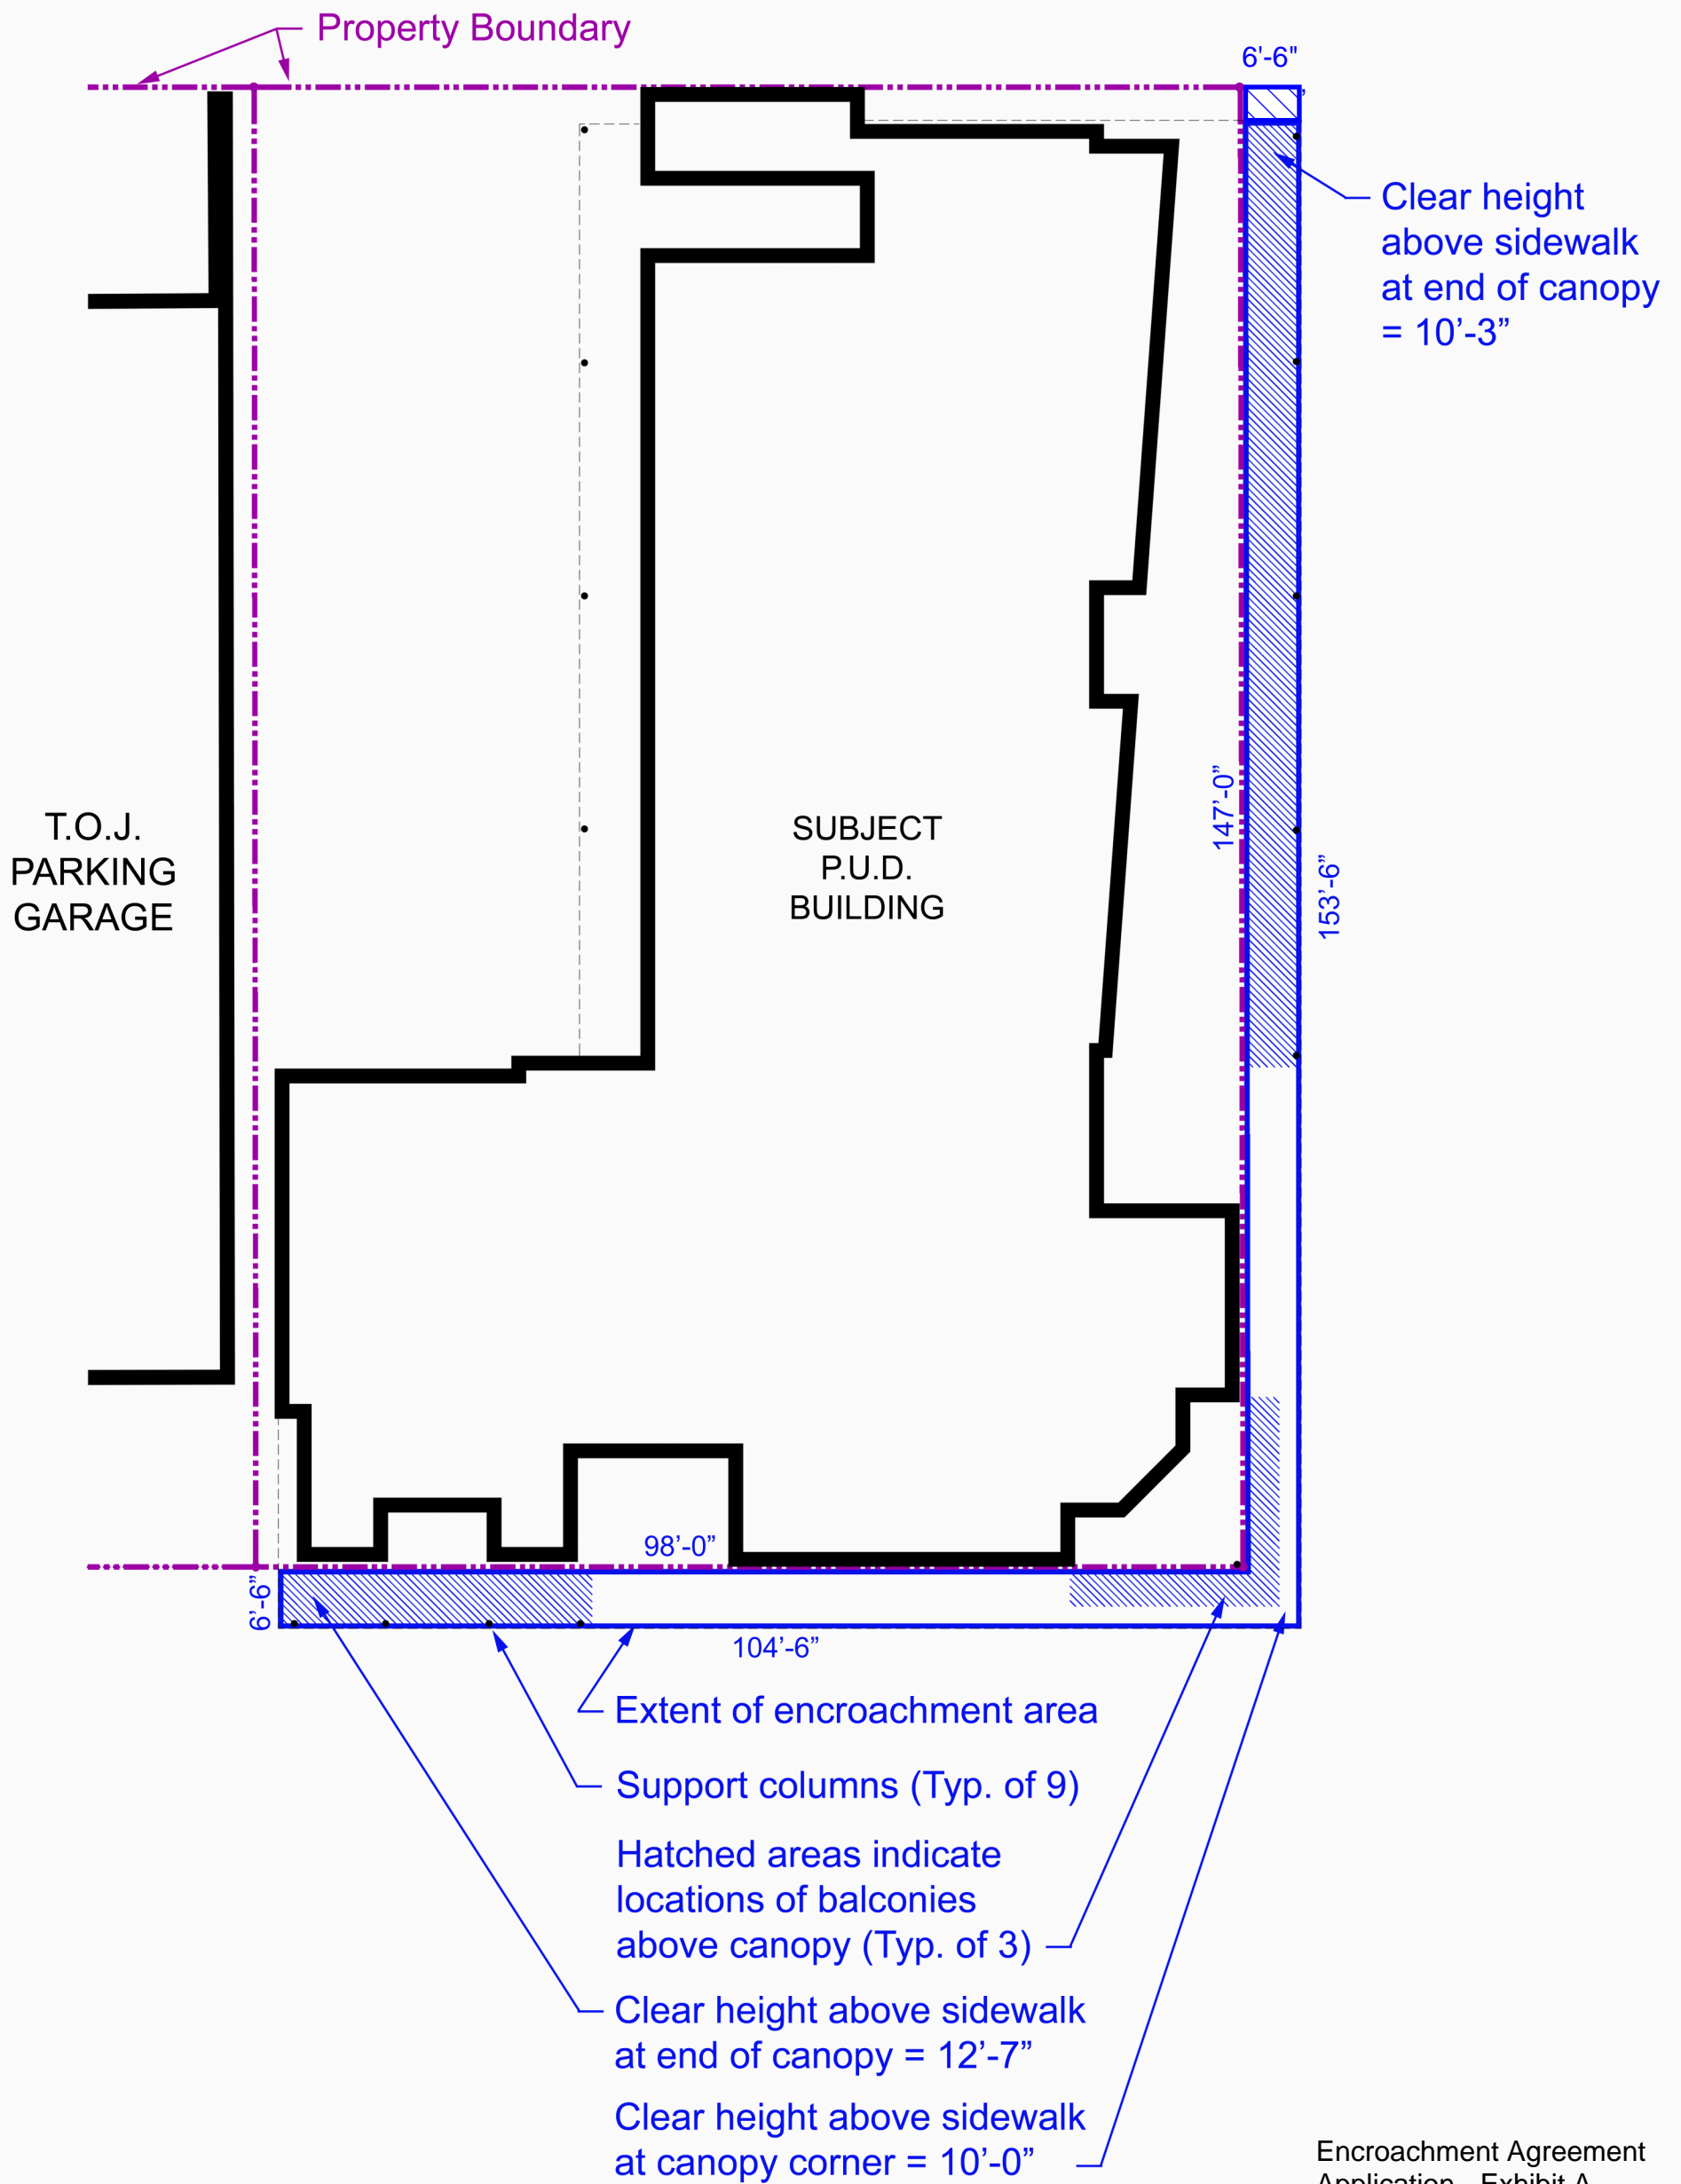 Property Boundary
6'-6"
Clear height
above sidewalk
at end of canopy
= 10’-3”
T.O.J.
PARKING
GARAGE
SUBJECT
P.U.D.
BUILDING
147’-0”
153’-6”
98’-0”
6’-6”
104’-6”
Extent of encroachment area
Support columns (Typ. of 9)
Hatched areas indicate
locations of balconies
above canopy (Typ. of 3)
Clear height above sidewalk
at end of canopy = 12’-7”
Clear height above sidewalk
at canopy corner = 10’-0”
Encroachment Agreement
Application - Exhibit A